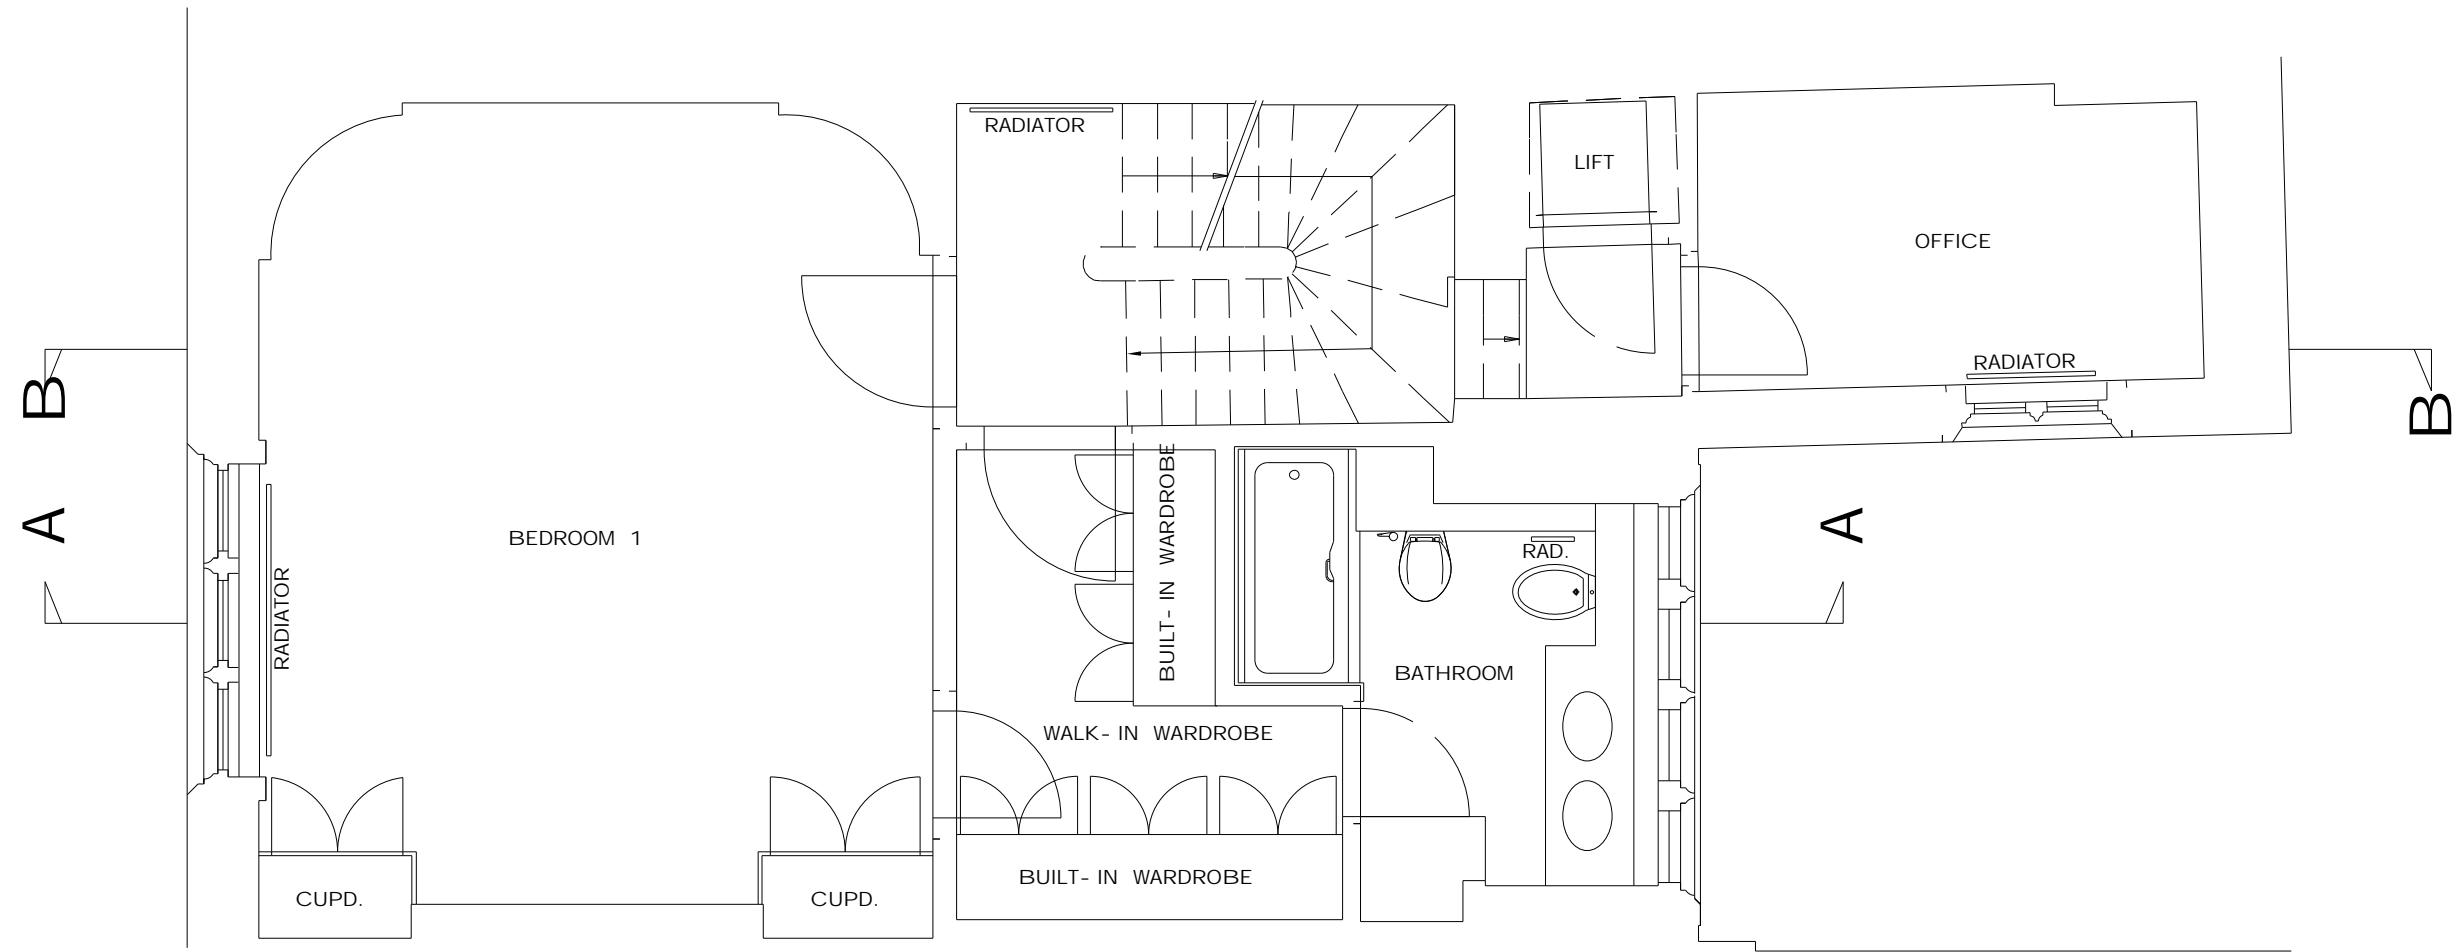 RADIATOR
LIFT
OFFICE
RADIATOR
B
B
A
BEDROOM 1
RADIATOR
BUILT-IN WARDROBE
RAD.
A
BATHROOM
WALK-IN WARDROBE
BUILT-IN WARDROBE
CUPD.
CUPD.